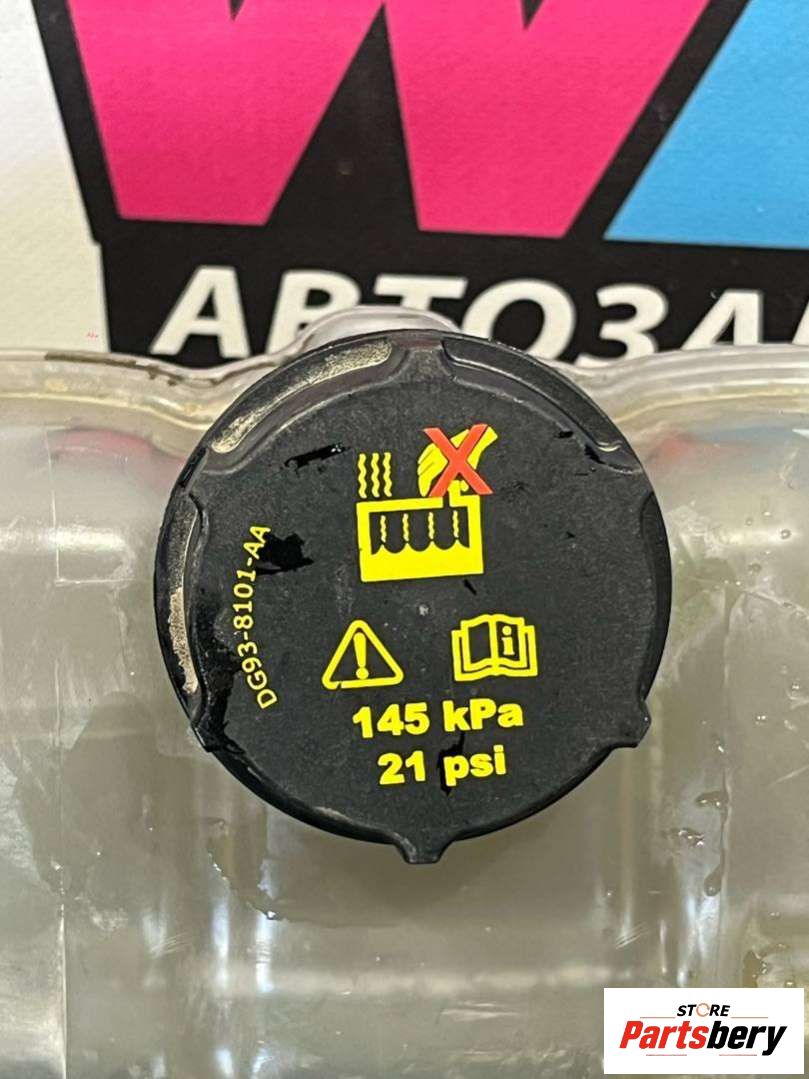 АВТОЗА
DG93-8101-AA
145 kPa
21 psi
STORE
Partsbery